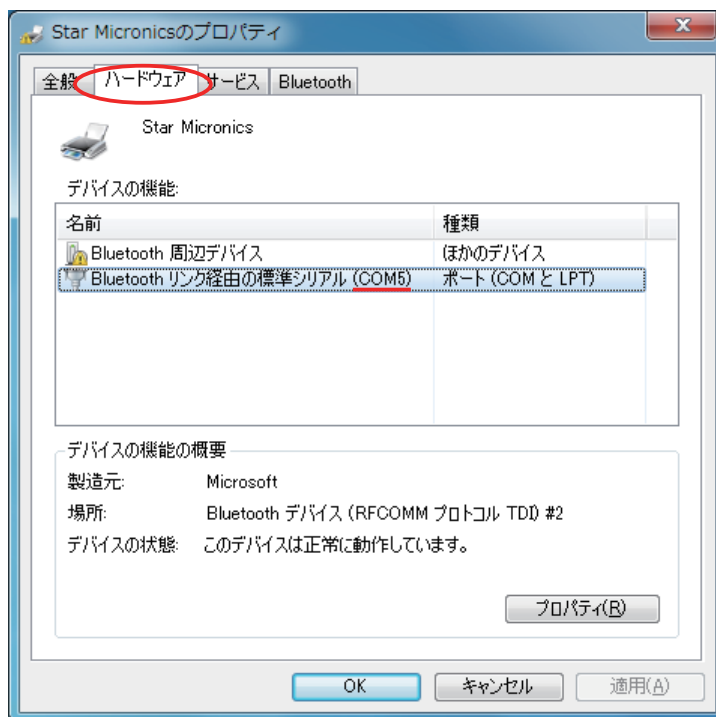 Star Micronicsのプロパティ
全般 ハードウェア サービス Bluetooth
Star Micronics
デバイスの機能:
名前 種類
Bluetooth 周辺デバイス ほかのデバイス
Bluetooth リンク経由の標準シリアル (COM5) ポート (COM と LPT)
デバイスの機能の概要
製造元: Microsoft
場所: Bluetooth デバイス (RFCOMM プロトコル TDI) #2
デバイスの状態: このデバイスは正常に動作しています。
プロパティ(R)
OK キャンセル 適用(A)